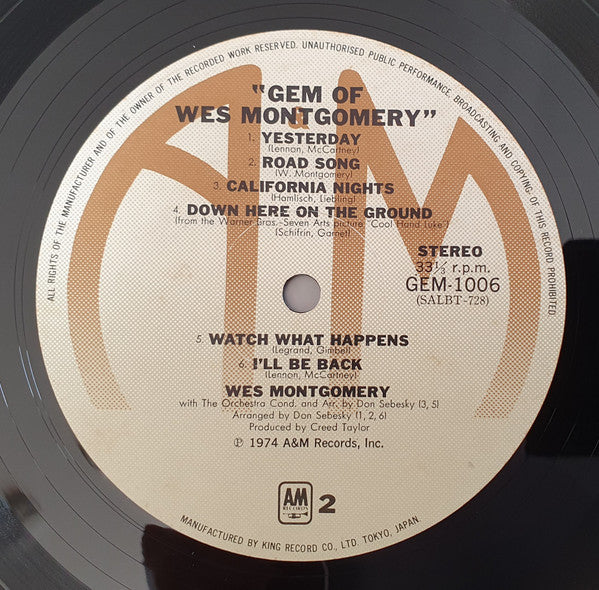 ALL RIGHTS OF THE MANUFACTURER AND OF THE OWNER OF THE RECORDED WORK RESERVED. UNAUTHORISED PUBLIC PERFORMANCE, BROADCASTING AND COPYING OF THIS RECORD PROHIBITED.
"GEM OF
WES MONTGOMERY"
1. YESTERDAY
(Lennon, McCartney)
2. ROAD SONG
(W. Montgomery)
3. CALIFORNIA NIGHTS
(Hamlisch, Liebling)
4. DOWN HERE ON THE GROUND
(from the Warner Bros.-Seven Arts picture "Cool Hand Luke")
(Schifrin, Garnet)
STEREO
33⅓ r.p.m.
GEM-1006
(SALBT-728)
5. WATCH WHAT HAPPENS
(Legrand, Gimbel)
6. I'LL BE BACK
(Lennon, McCartney)
WES MONTGOMERY
with The Orchestra Cond. and Arr. by Don Sebesky (3, 5)
Arranged by Don Sebesky (1, 2, 6)
Produced by Creed Taylor
℗ 1974 A&M Records, Inc.
AM
RECORDS
2
MANUFACTURED BY KING RECORD CO., LTD. TOKYO, JAPAN.